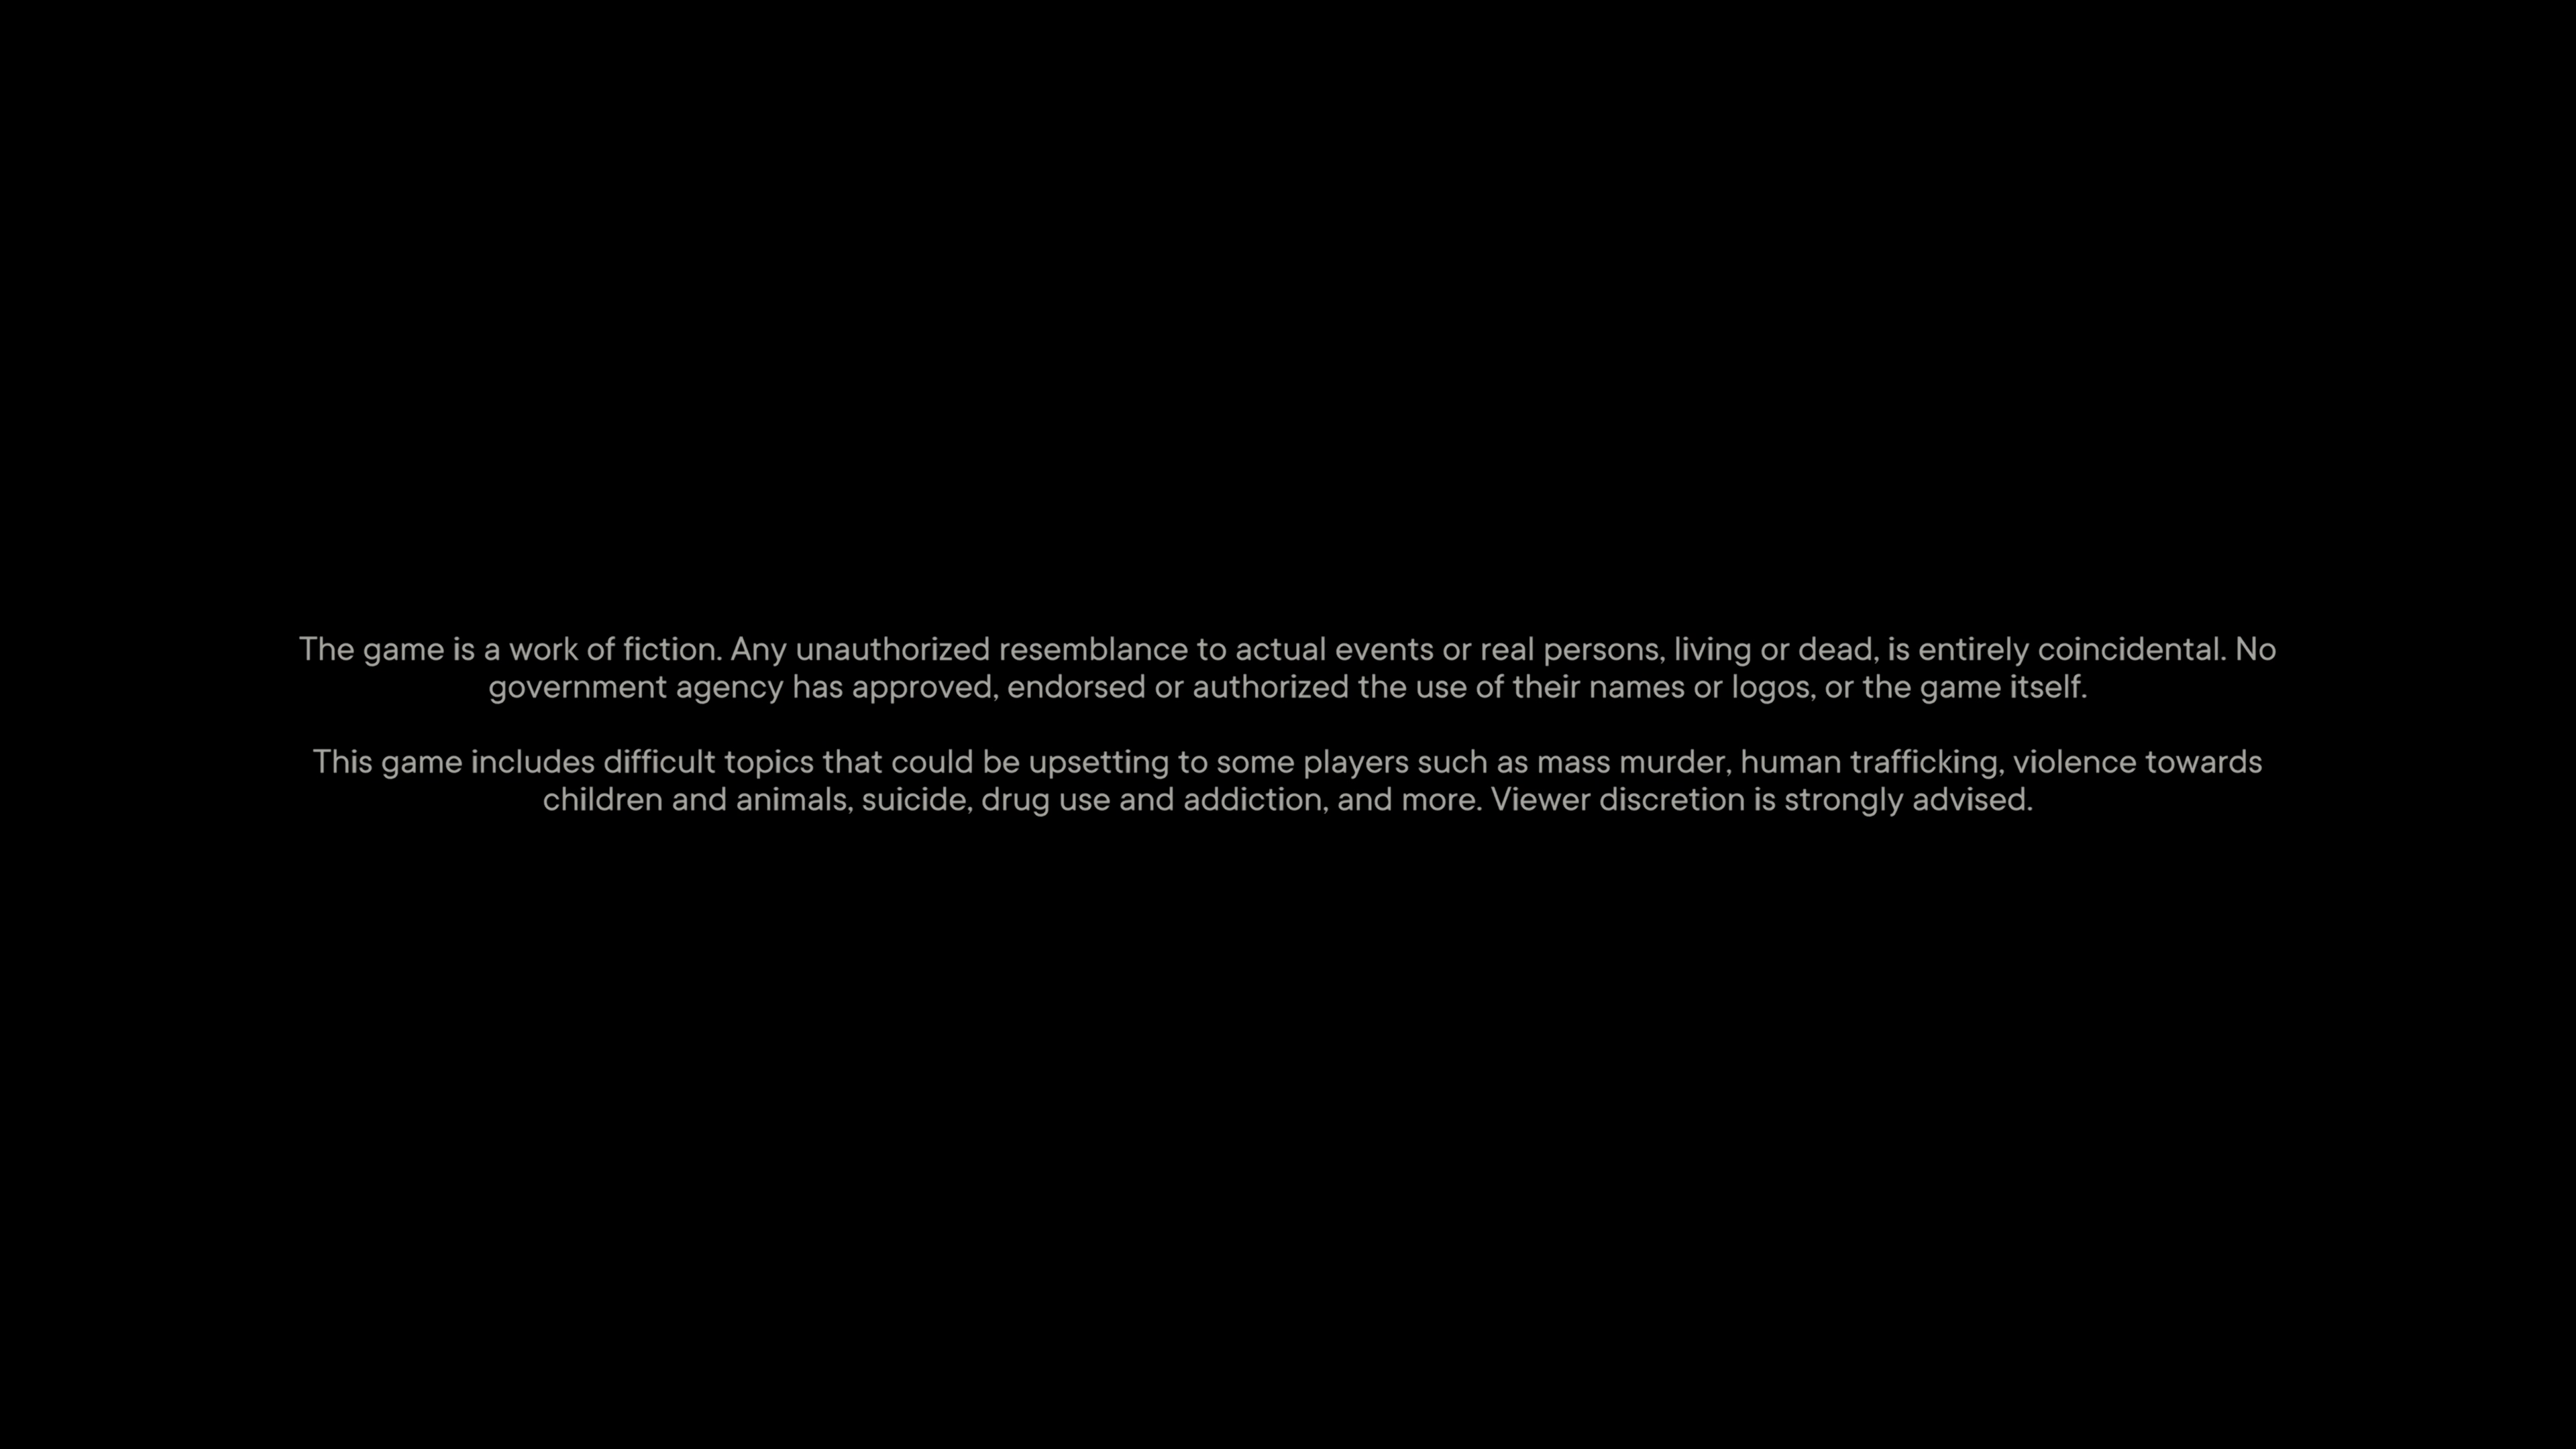 The game is a work of fiction. Any unauthorized resemblance to actual events or real persons, living or dead, is entirely coincidental. No
government agency has approved, endorsed or authorized the use of their names or logos, or the game itself.
This game includes difficult topics that could be upsetting to some players such as mass murder, human trafficking, violence towards
children and animals, suicide, drug use and addiction, and more. Viewer discretion is strongly advised.